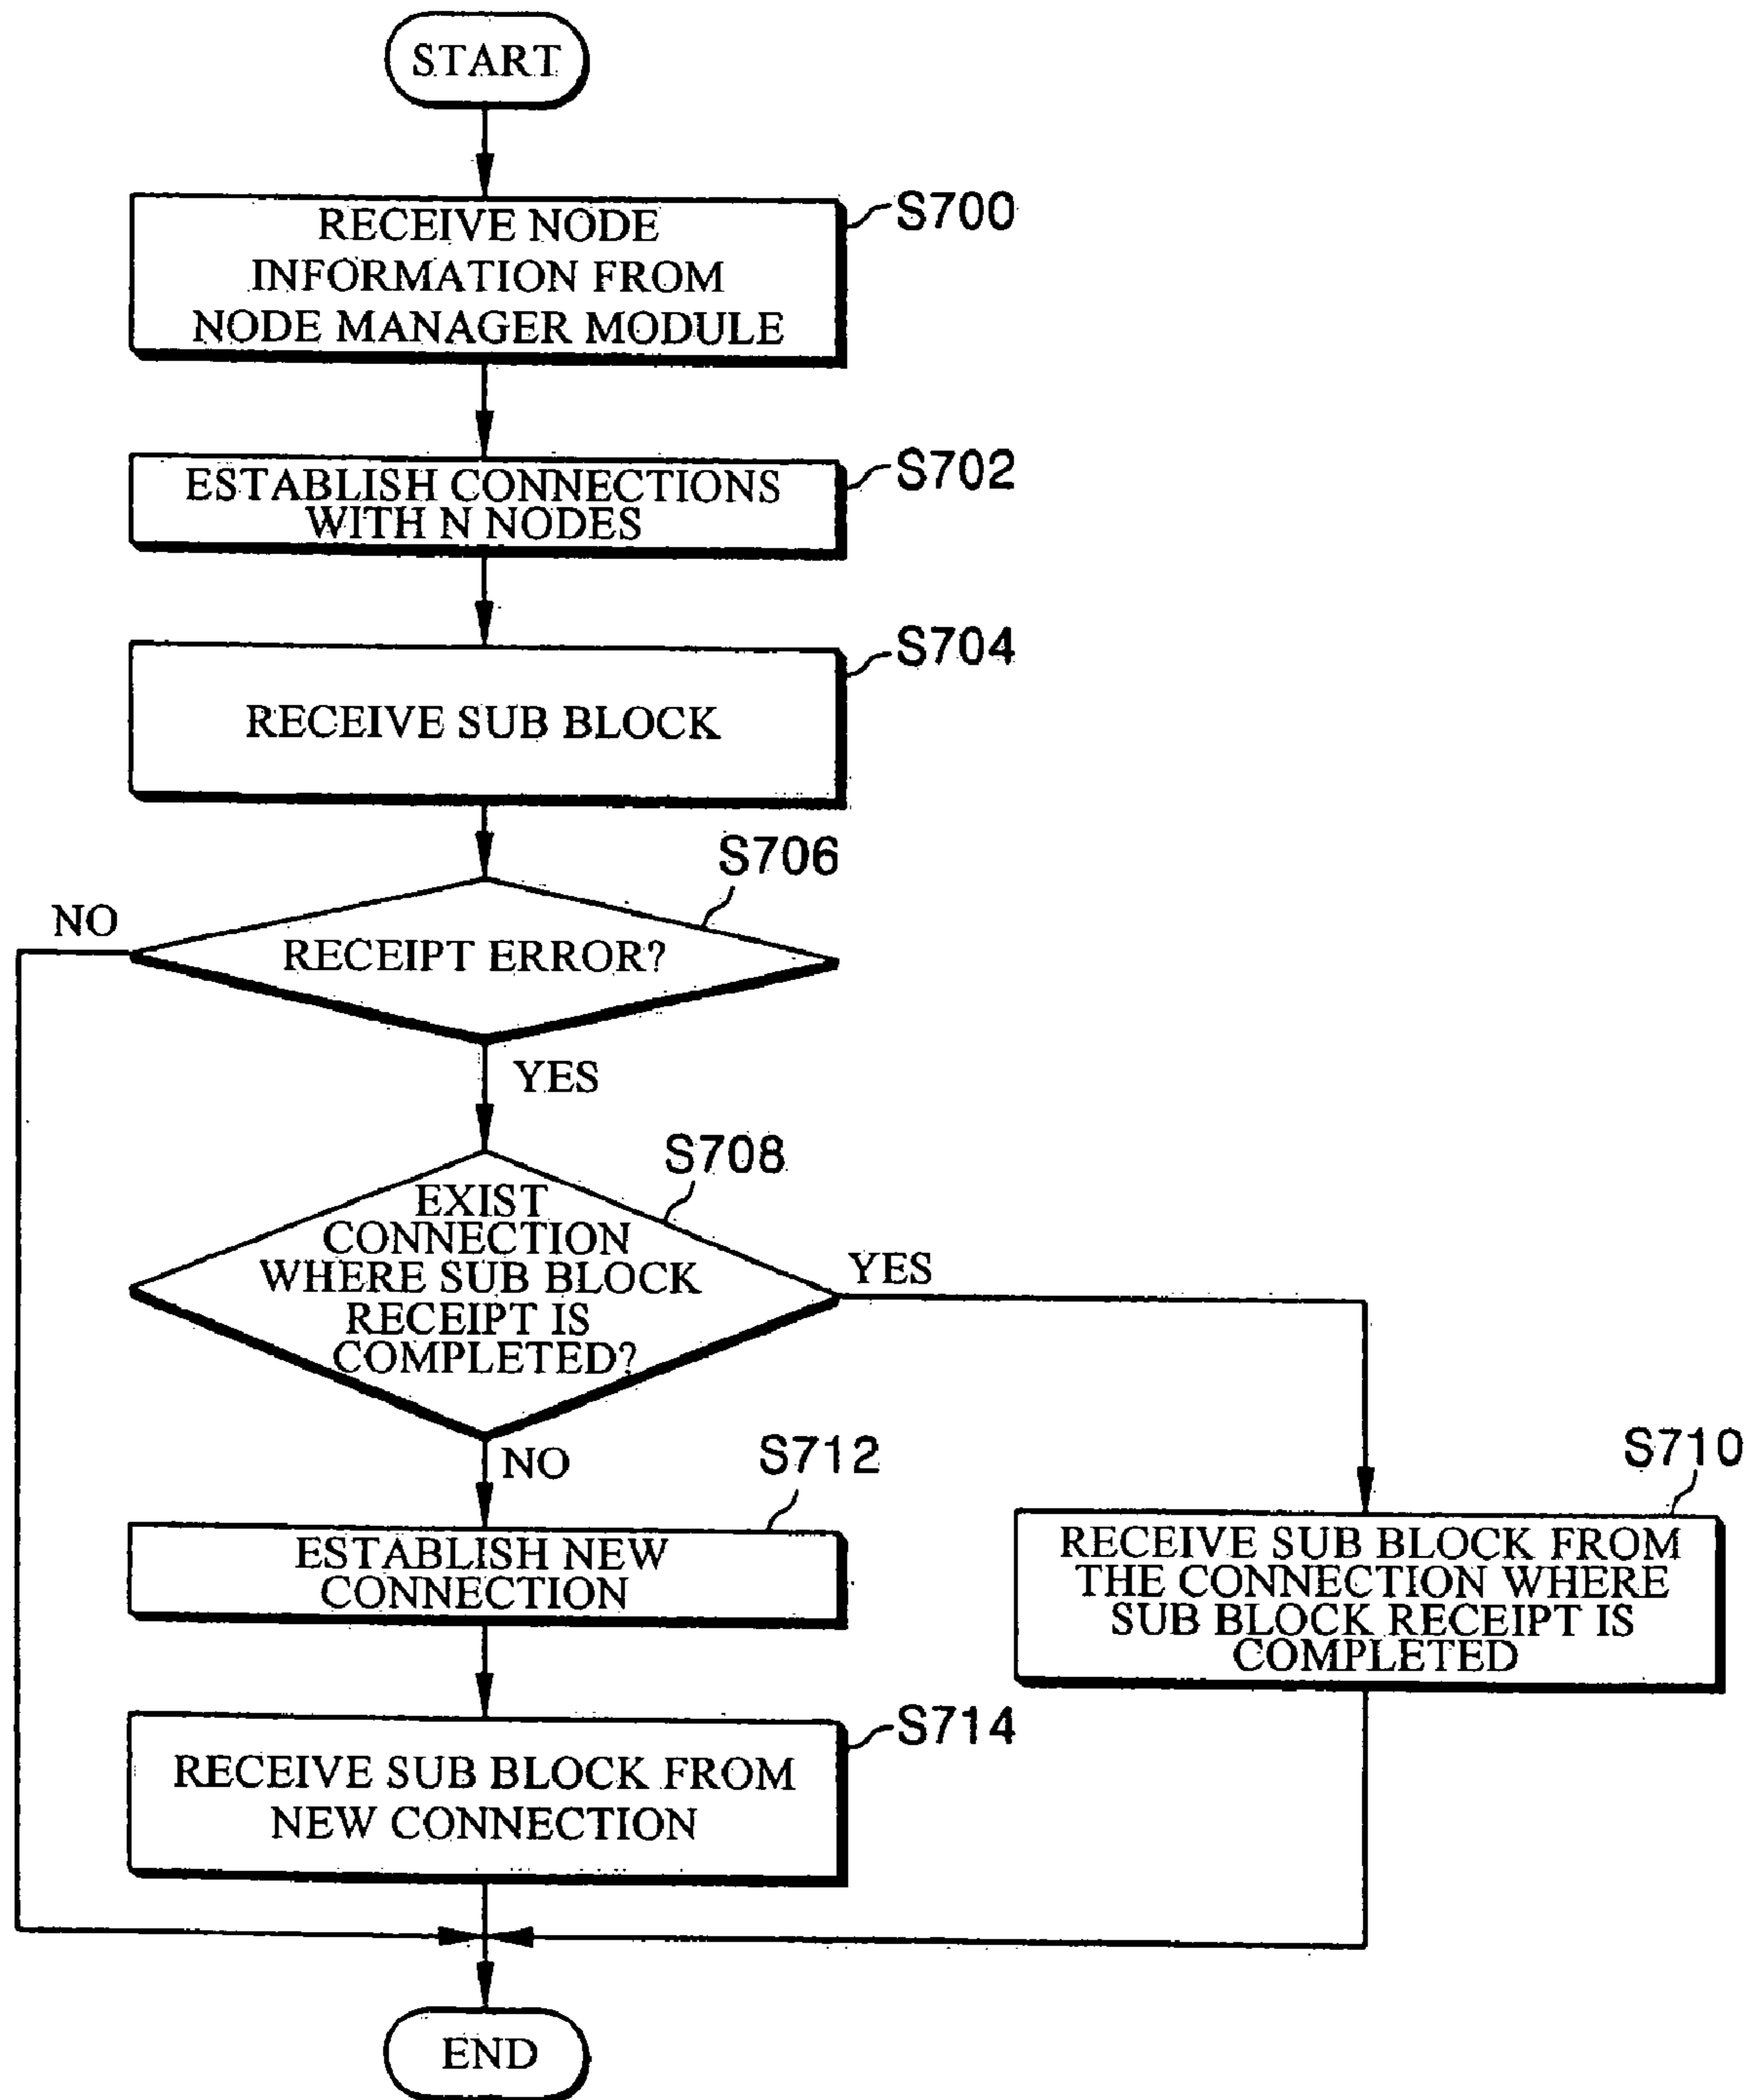 START
RECEIVE NODE
INFORMATION FROM
NODE MANAGER MODULE
S700
ESTABLISH CONNECTIONS
WITH N NODES
S702
RECEIVE SUB BLOCK
S704
RECEIPT ERROR?
S706
NO
YES
EXIST
CONNECTION
WHERE SUB BLOCK
RECEIPT IS
COMPLETED?
S708
YES
NO
ESTABLISH NEW
CONNECTION
S712
RECEIVE SUB BLOCK FROM
THE CONNECTION WHERE
SUB BLOCK RECEIPT IS
COMPLETED
S710
RECEIVE SUB BLOCK FROM
NEW CONNECTION
S714
END